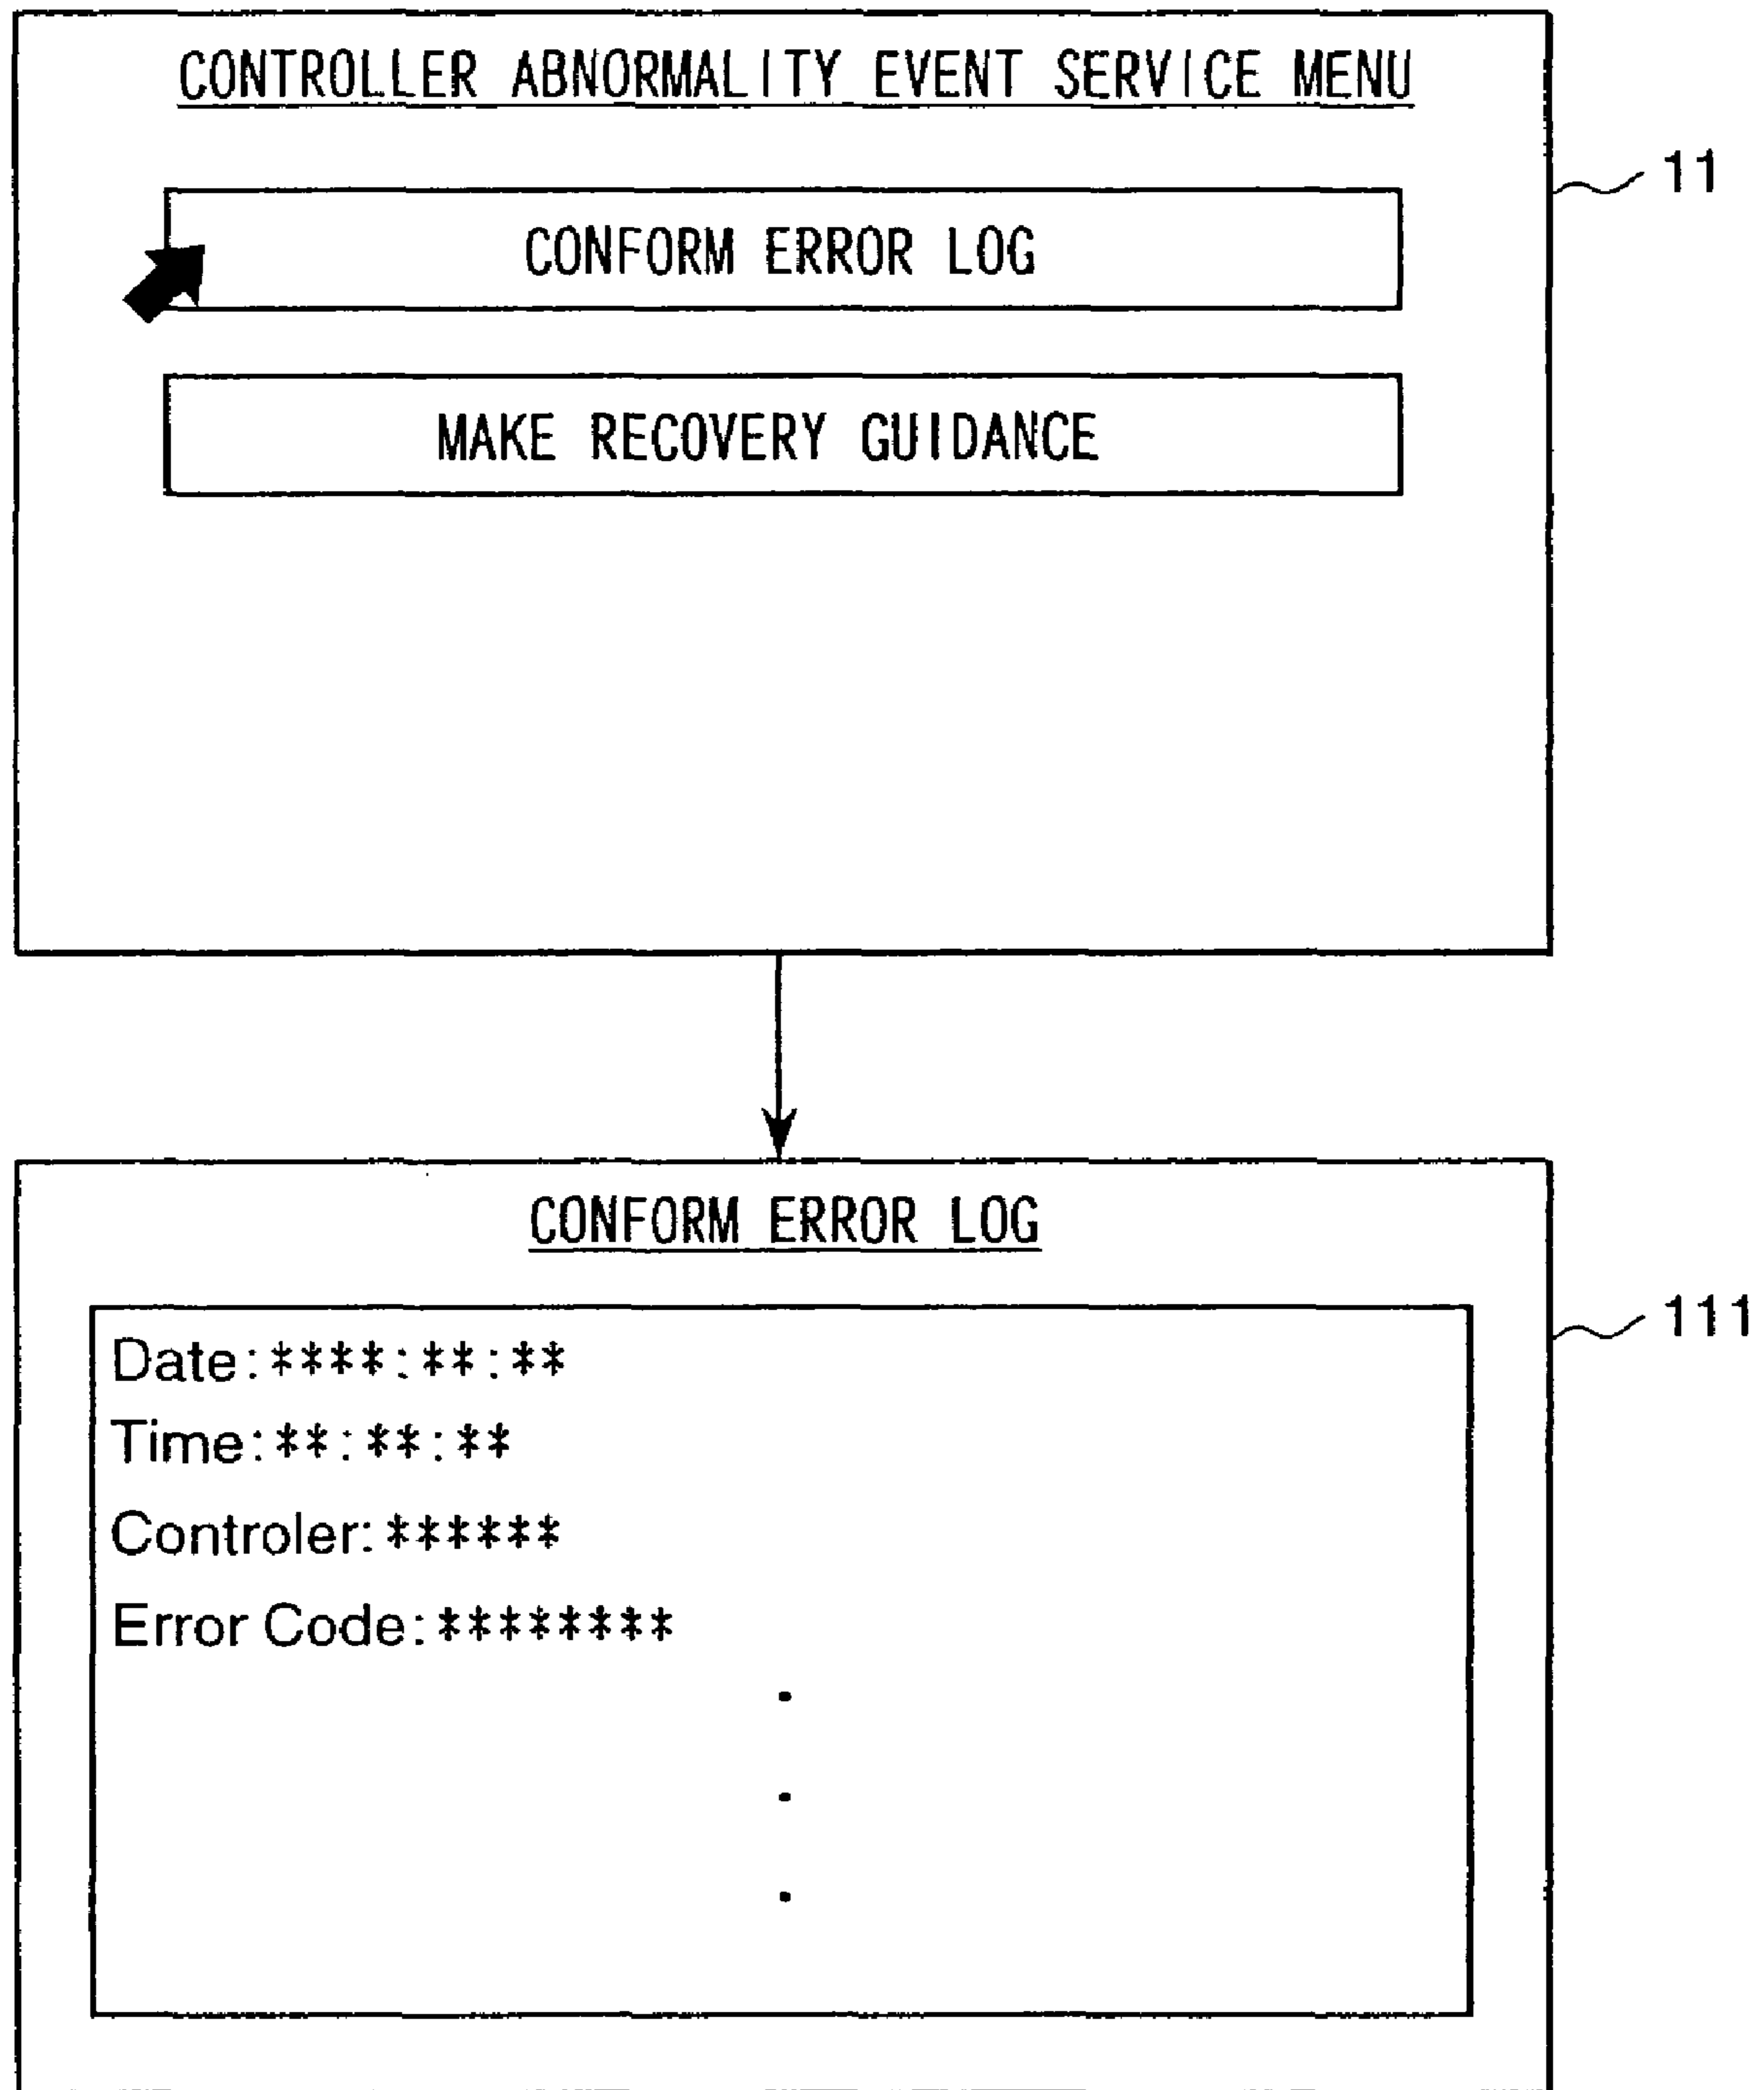 CONTROLLER ABNORMALITY EVENT SERVICE MENU
11
CONFORM ERROR LOG
MAKE RECOVERY GUIDANCE
CONFORM ERROR LOG
111
Date:****:**:**
Time:**:**:**
Controler:******
Error Code:********